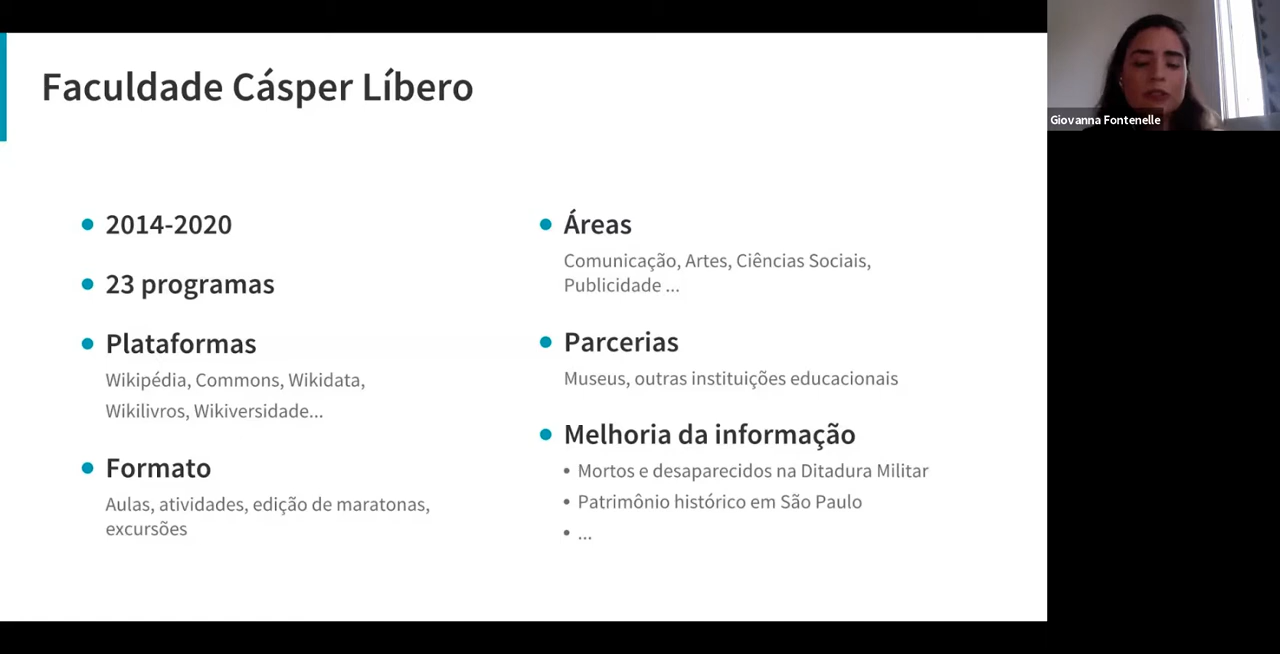 Faculdade Cásper Líbero
2014-2020
23 programas
Plataformas
Wikipédia, Commons, Wikidata,
Wikilivros, Wikiversidade...
Formato
Aulas, atividades, edição de maratonas,
excursões
Áreas
Comunicação, Artes, Ciências Sociais,
Publicidade ...
Parcerias
Museus, outras instituições educacionais
Melhoria da informação
Mortos e desaparecidos na Ditadura Militar
Patrimônio histórico em São Paulo
...
Giovanna Fontenelle